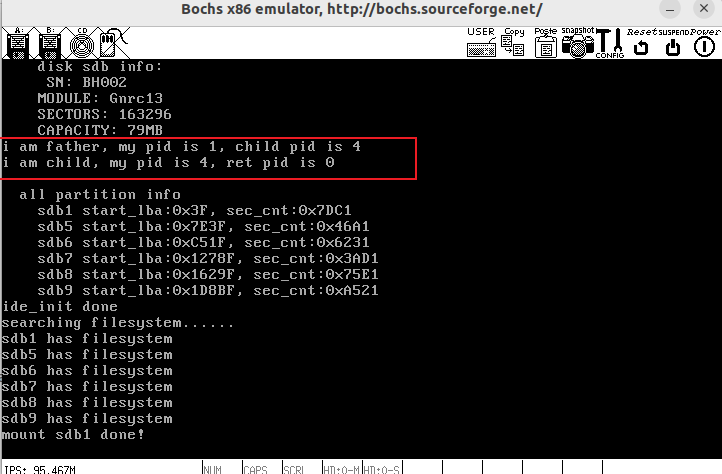 Bochs x86 emulator, http://bochs.sourceforge.net/
A: B: CD USER Copy Paste snapshot CONFIG Reset SUSPEND Power
disk sdb info:
SN: BH002
MODULE: Gnrc13
SECTORS: 163296
CAPACITY: 79MB
i am father, my pid is 1, child pid is 4
i am child, my pid is 4, ret pid is 0
all partition info
sdb1 start_lba:0x3F, sec_cnt:0x7DC1
sdb5 start_lba:0x7E3F, sec_cnt:0x46A1
sdb6 start_lba:0xC51F, sec_cnt:0x6231
sdb7 start_lba:0x1278F, sec_cnt:0x3AD1
sdb8 start_lba:0x1629F, sec_cnt:0x75E1
sdb9 start_lba:0x1D8BF, sec_cnt:0xA521
ide_init done
searching filesystem......
sdb1 has filesystem
sdb5 has filesystem
sdb6 has filesystem
sdb7 has filesystem
sdb8 has filesystem
sdb9 has filesystem
mount sdb1 done!
IPS: 95.467M NUM CAPS SCRL HD:0-M HD:0-S